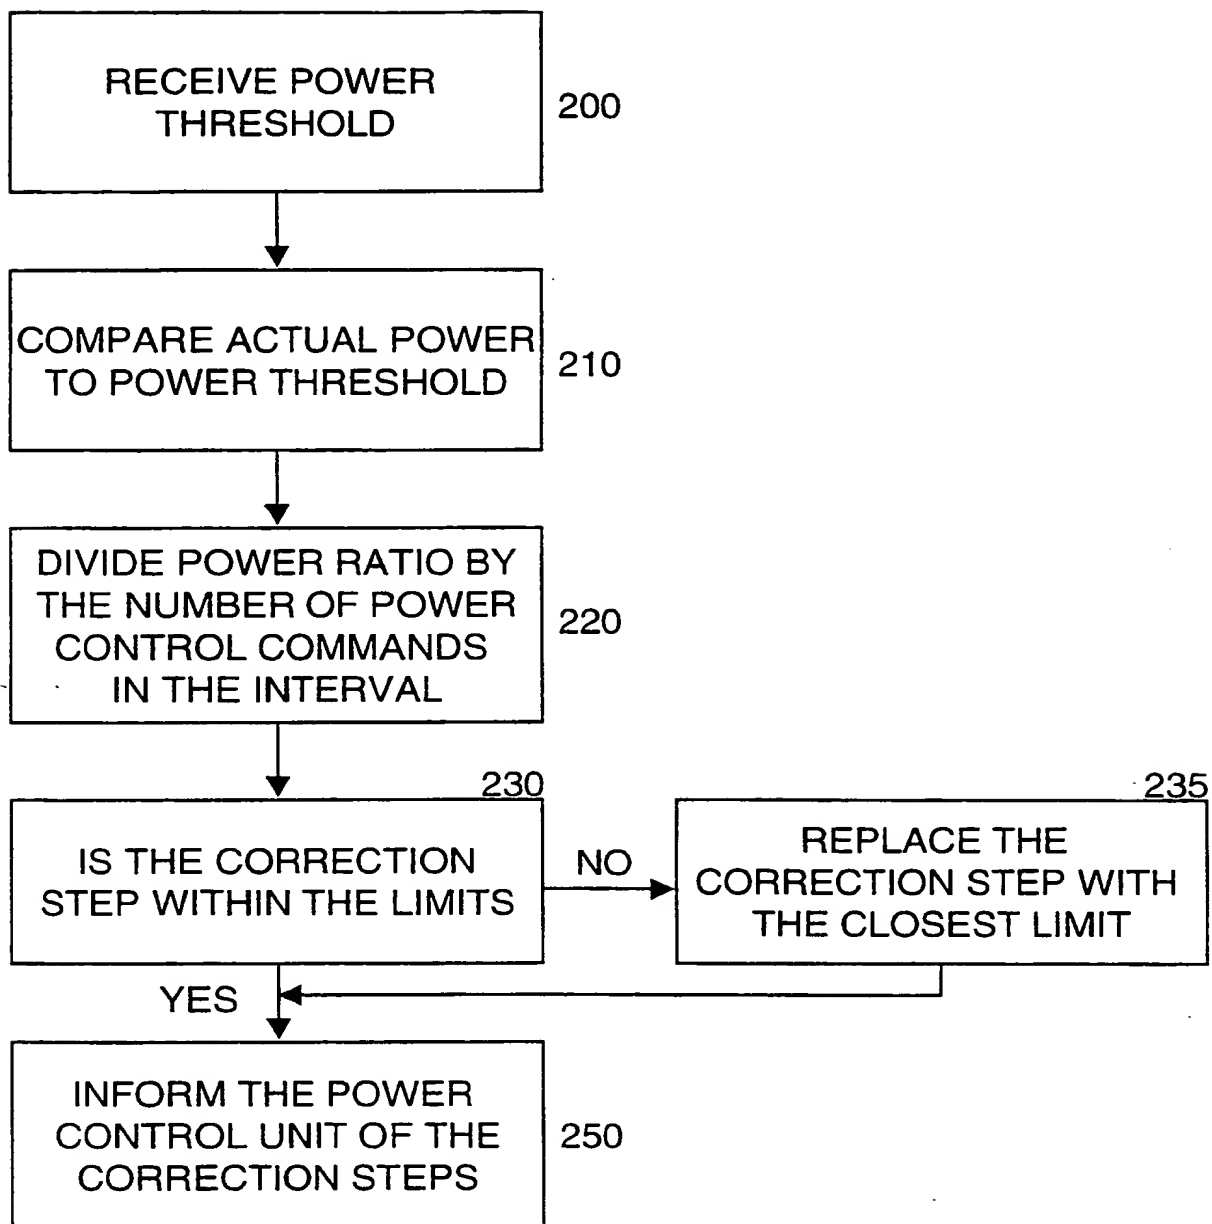 RECEIVE POWER
THRESHOLD
200
COMPARE ACTUAL POWER
TO POWER THRESHOLD
210
DIVIDE POWER RATIO BY
THE NUMBER OF POWER
CONTROL COMMANDS
IN THE INTERVAL
220
230
IS THE CORRECTION
STEP WITHIN THE LIMITS
NO
235
REPLACE THE
CORRECTION STEP WITH
THE CLOSEST LIMIT
YES
INFORM THE POWER
CONTROL UNIT OF THE
CORRECTION STEPS
250